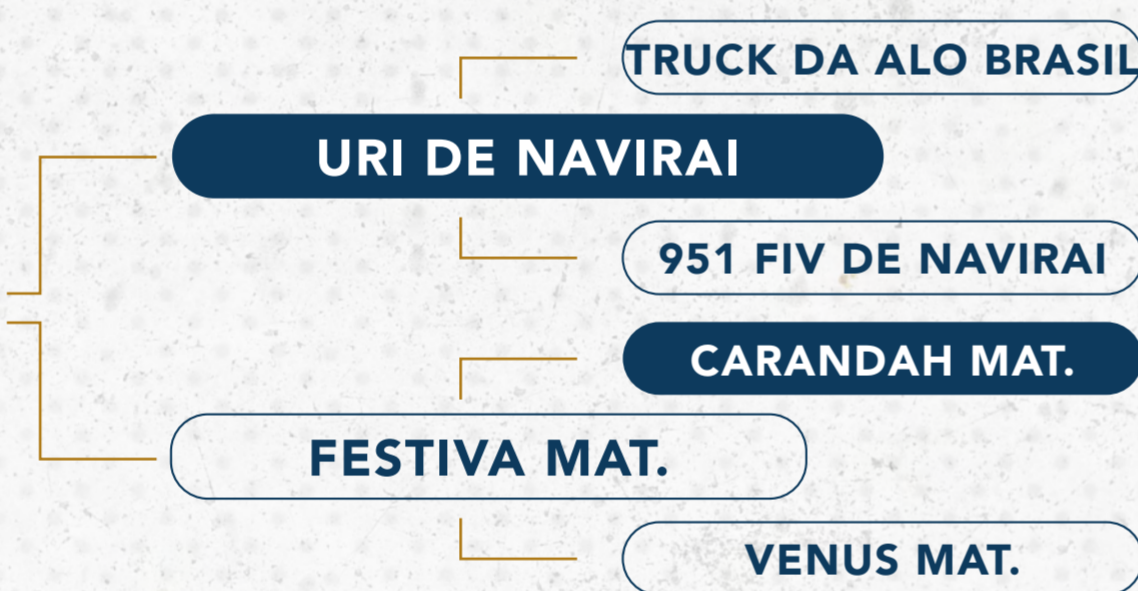 TRUCK DA ALO BRASIL
URI DE NAVIRAI
951 FIV DE NAVIRAI
CARANDAH MAT.
FESTIVA MAT.
VENUS MAT.